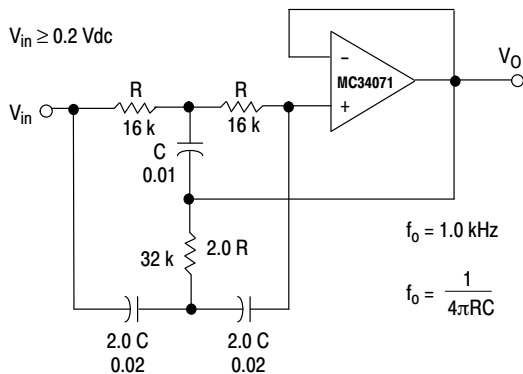 V_in ≥ 0.2 Vdc
V_in
R
16 k
R
16 k
−
+
MC34071
V_O
C
0.01
32 k
2.0 R
2.0 C
0.02
2.0 C
0.02
f_o = 1.0 kHz
f_o = 1 / 4πRC